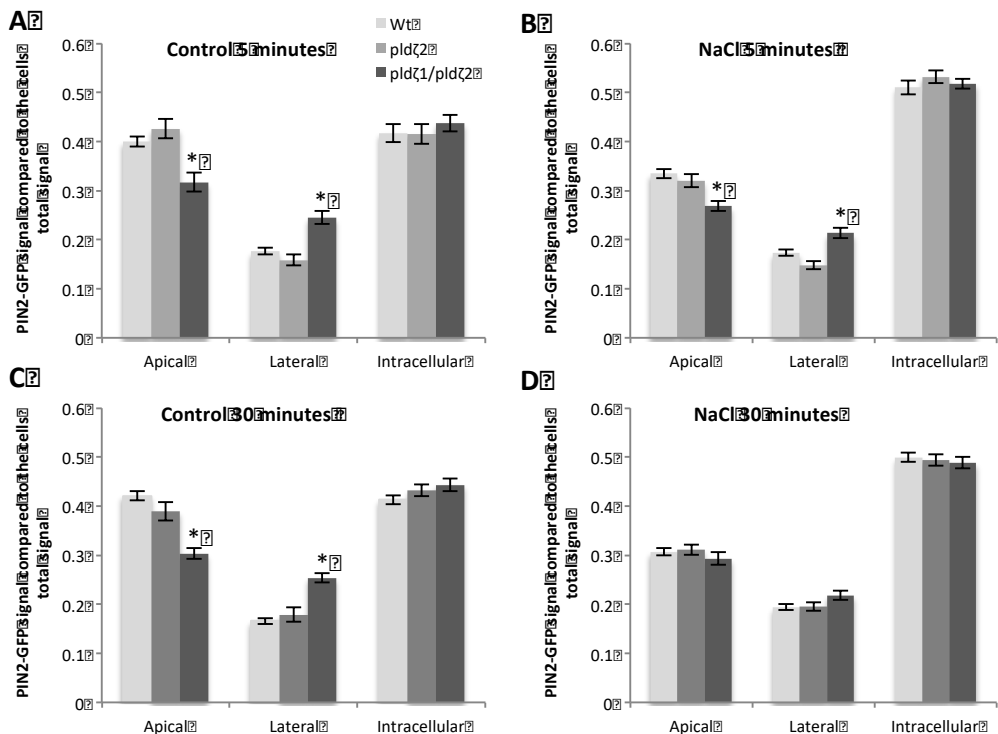 A
Control 5 minutes
Wt
pldζ2
pldζ1/pldζ2
PIN2-GFP signal compared to the cells
total signal
0.6
0.5
0.4
0.3
0.2
0.1
0
*
*
Apical
Lateral
Intracellular
B
NaCl 5 minutes
PIN2-GFP signal compared to the cells
total signal
0.6
0.5
0.4
0.3
0.2
0.1
0
*
*
Apical
Lateral
Intracellular
C
Control 30 minutes
PIN2-GFP signal compared to the cells
total signal
0.6
0.5
0.4
0.3
0.2
0.1
0
*
*
Apical
Lateral
Intracellular
D
NaCl 30 minutes
PIN2-GFP signal compared to the cells
total signal
0.6
0.5
0.4
0.3
0.2
0.1
0
Apical
Lateral
Intracellular